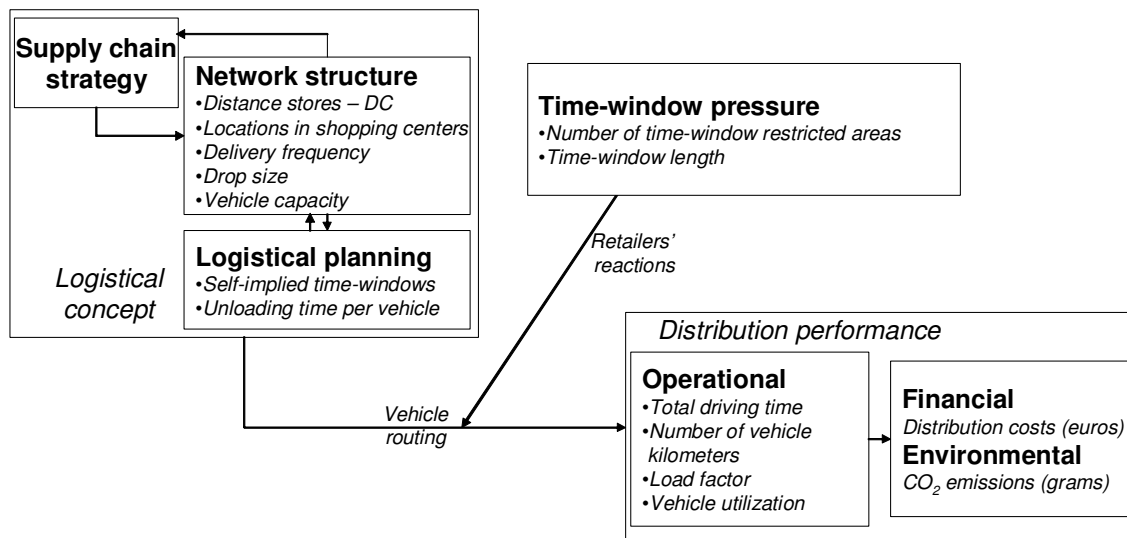 Supply chain
strategy
Network structure
•Distance stores – DC
•Locations in shopping centers
•Delivery frequency
•Drop size
•Vehicle capacity
Logistical planning
•Self-implied time-windows
•Unloading time per vehicle
Logistical
concept
Time-window pressure
•Number of time-window restricted areas
•Time-window length
Retailers'
reactions
Vehicle
routing
Distribution performance
Operational
•Total driving time
•Number of vehicle
kilometers
•Load factor
•Vehicle utilization
Financial
Distribution costs (euros)
Environmental
CO₂ emissions (grams)